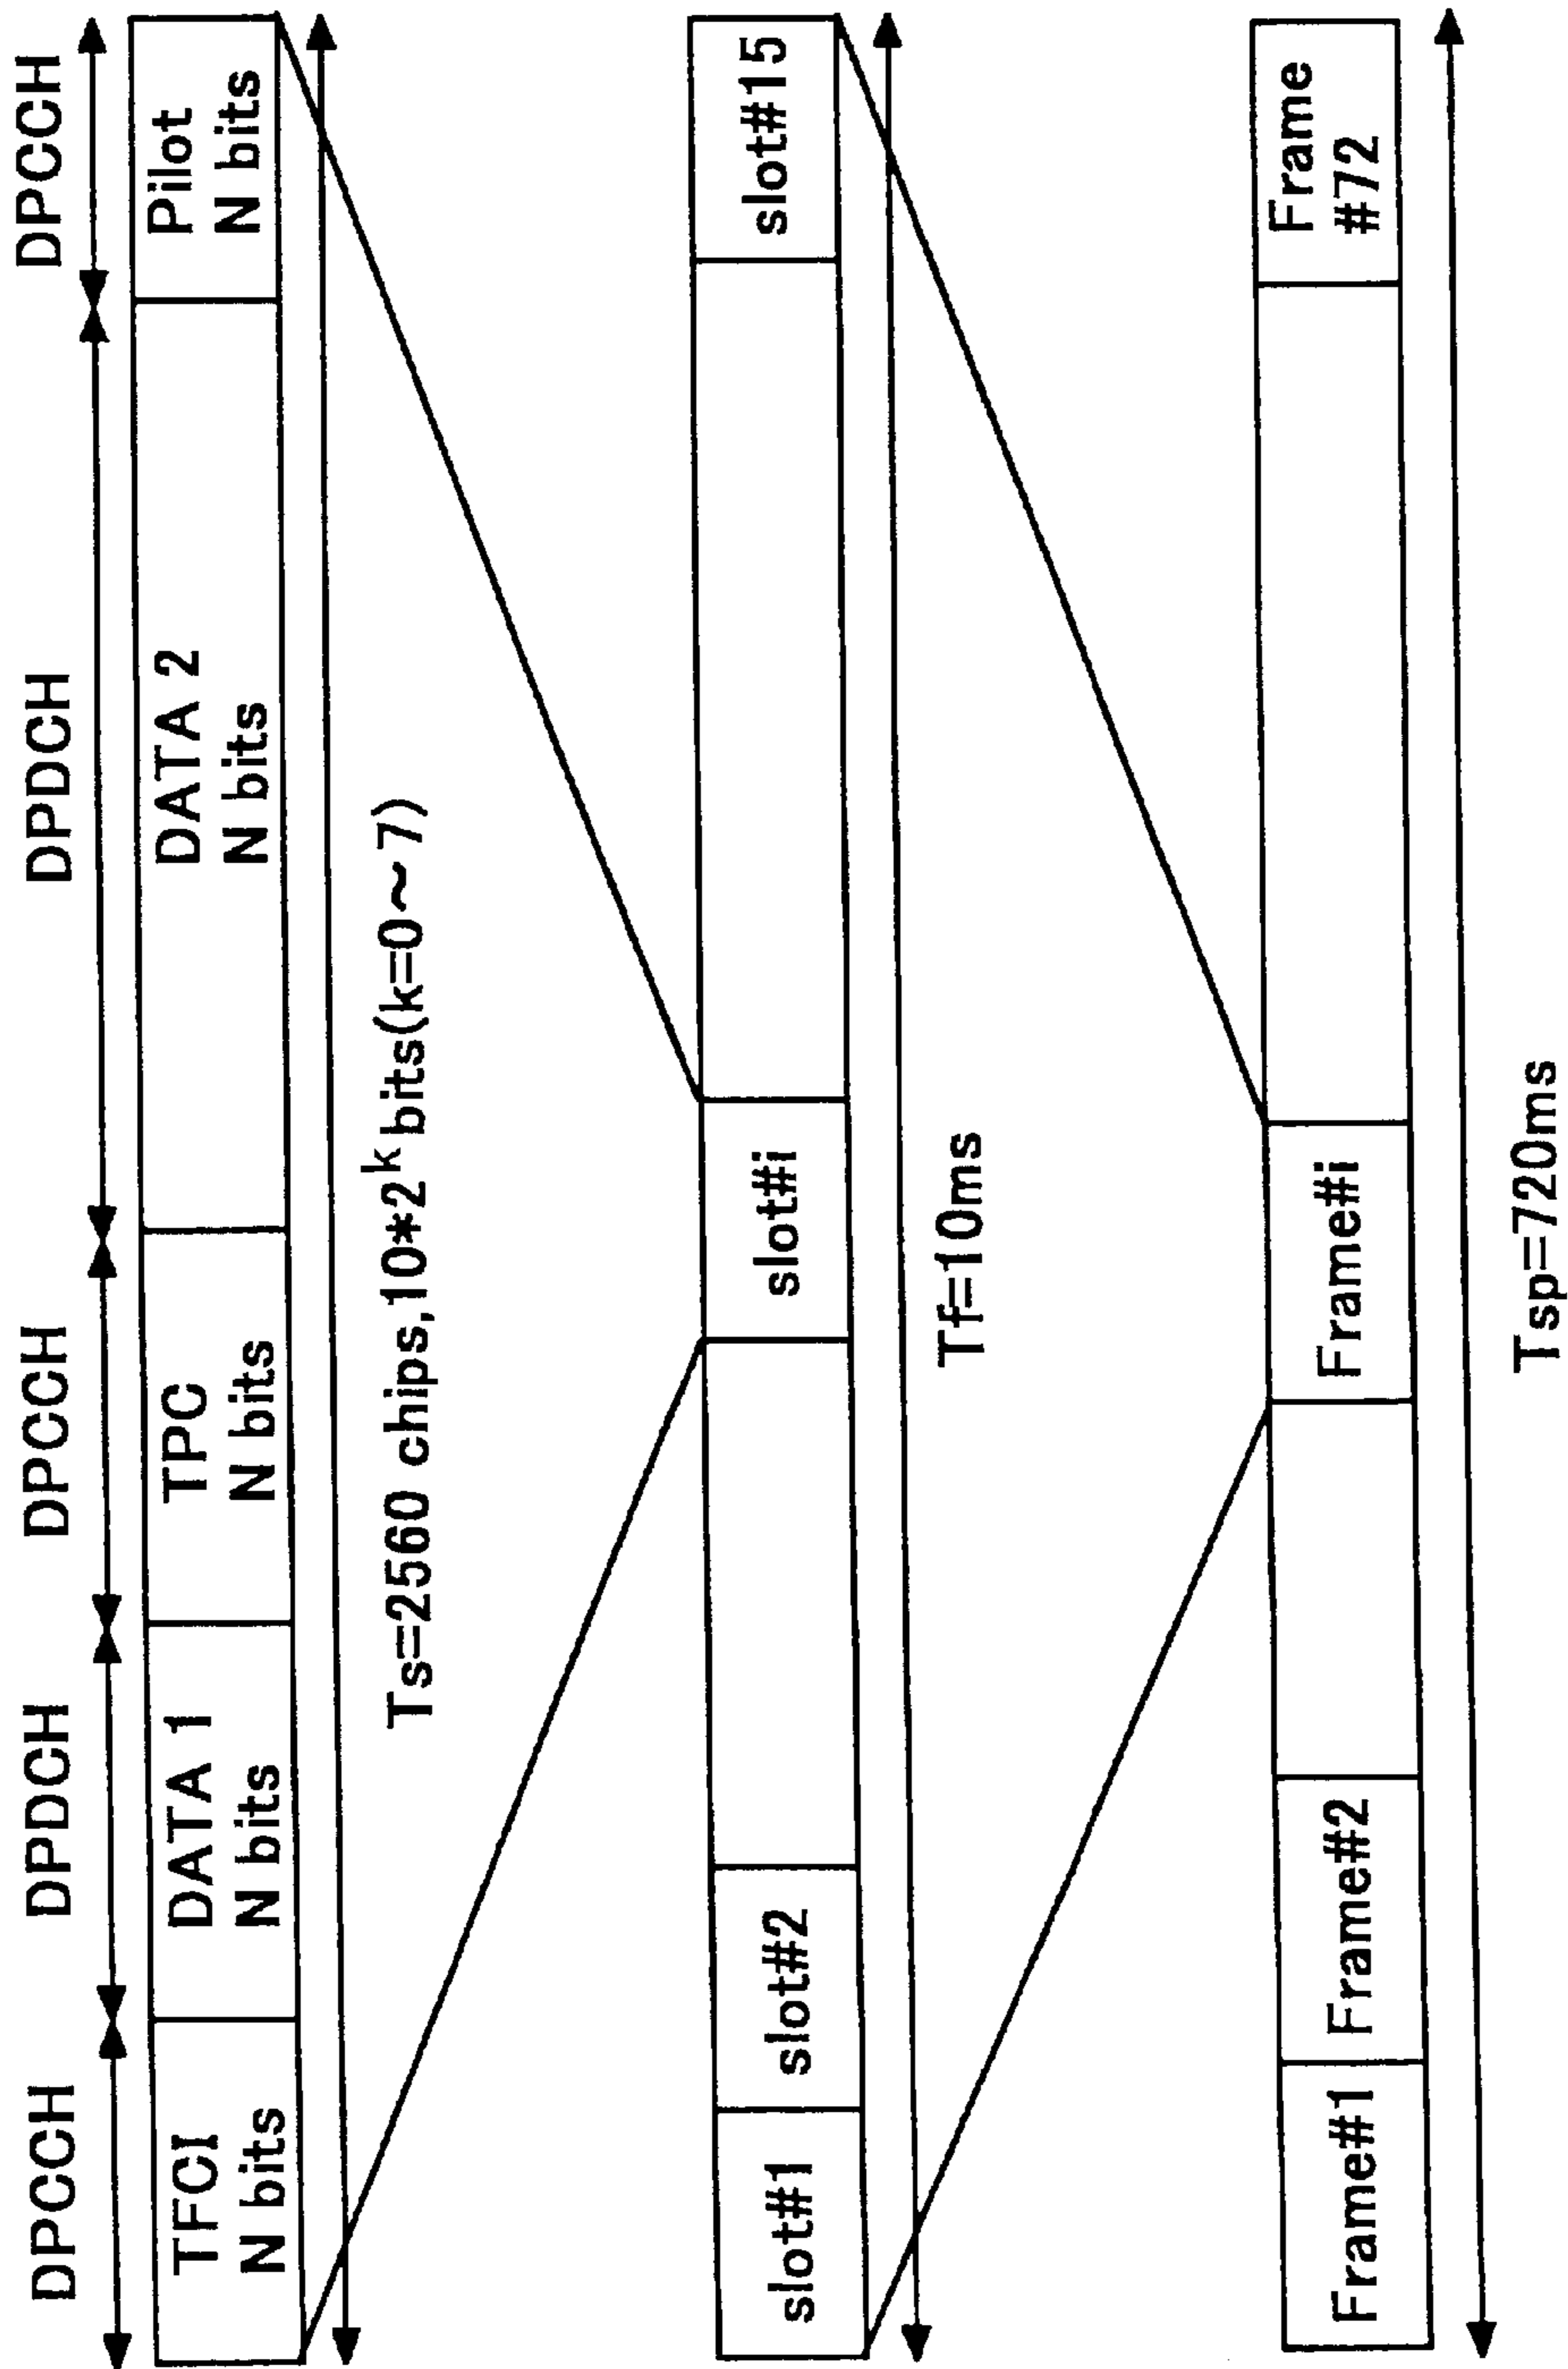 DPCCH DPDCH DPCCH DPDCH DPCCH
TFCI
N bits
DATA 1
N bits
TPC
N bits
DATA 2
N bits
Pilot
N bits
Ts=2560 chips,10*2^k bits(k=0~7)
slot#1 slot#2 slot#i slot#15
Tf=10ms
Frame#1 Frame#2 Frame#i Frame
#72
Tsp=720ms